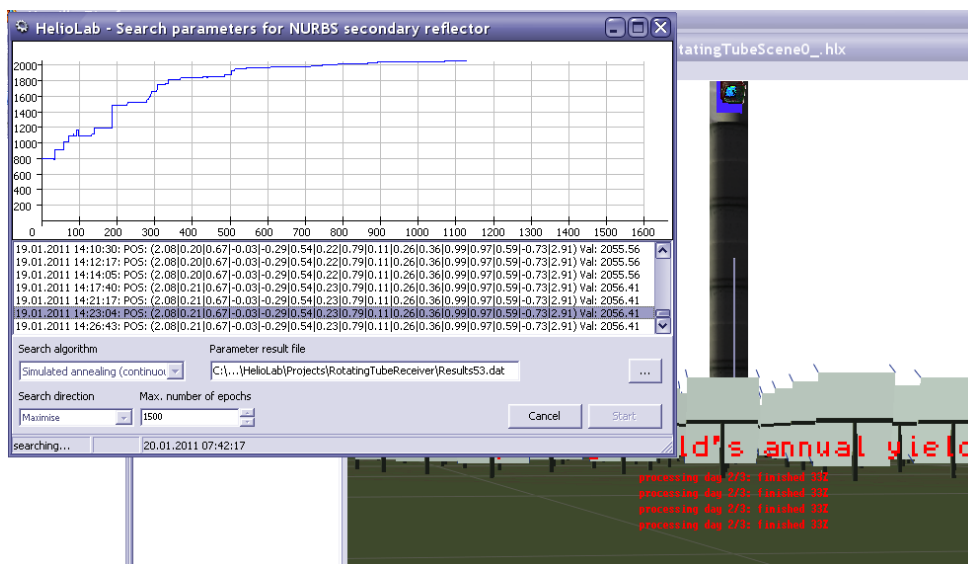 HelioLab - Search parameters for NURBS secondary reflector
tatingTubeScene0_.hlx
2000
1800
1600
1400
1200
1000
800
600
400
200
0 100 200 300 400 500 600 700 800 900 1000 1100 1200 1300 1400 1500 1600
19.01.2011 14:10:30: POS: (2.08|0.20|0.67|-0.03|-0.29|0.54|0.22|0.79|0.11|0.26|0.36|0.99|0.97|0.59|-0.73|2.91) Val: 2055.56
19.01.2011 14:12:17: POS: (2.08|0.20|0.67|-0.03|-0.29|0.54|0.22|0.79|0.11|0.26|0.36|0.99|0.97|0.59|-0.73|2.91) Val: 2055.56
19.01.2011 14:14:05: POS: (2.08|0.20|0.67|-0.03|-0.29|0.54|0.22|0.79|0.11|0.26|0.36|0.99|0.97|0.59|-0.73|2.91) Val: 2055.56
19.01.2011 14:17:40: POS: (2.08|0.21|0.67|-0.03|-0.29|0.54|0.23|0.79|0.11|0.26|0.36|0.99|0.97|0.59|-0.73|2.91) Val: 2056.41
19.01.2011 14:21:17: POS: (2.08|0.21|0.67|-0.03|-0.29|0.54|0.23|0.79|0.11|0.26|0.36|0.99|0.97|0.59|-0.73|2.91) Val: 2056.41
19.01.2011 14:23:04: POS: (2.08|0.21|0.67|-0.03|-0.29|0.54|0.23|0.79|0.11|0.26|0.36|0.99|0.97|0.59|-0.73|2.91) Val: 2056.41
19.01.2011 14:26:43: POS: (2.08|0.21|0.67|-0.03|-0.29|0.54|0.23|0.79|0.11|0.26|0.36|0.99|0.97|0.59|-0.73|2.91) Val: 2056.41
Search algorithm Parameter result file
Simulated annealing (continuou C:\...\HelioLab\Projects\RotatingTubeReceiver\Results53.dat ...
Search direction Max. number of epochs
Maximise 1500 Cancel Start
searching... 20.01.2011 07:42:17
ld's annual yield
processing day 2/3: finished 33%
processing day 2/3: finished 33%
processing day 2/3: finished 33%
processing day 2/3: finished 33%